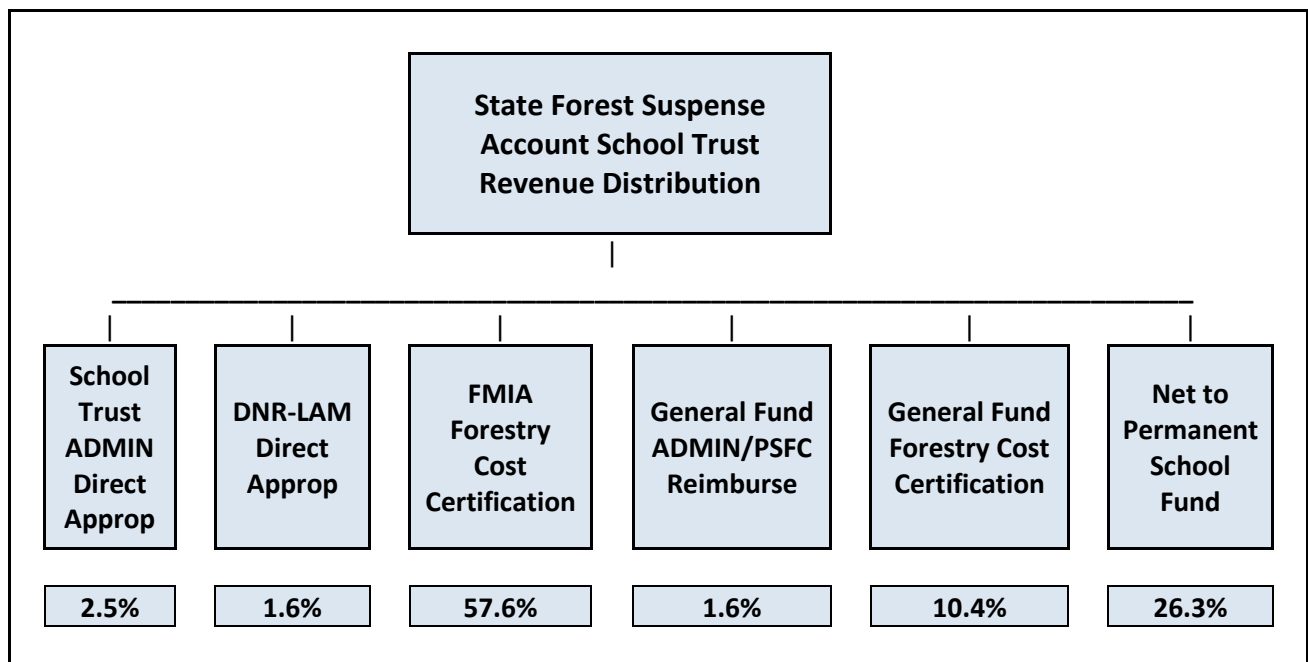 State Forest Suspense
Account School Trust
Revenue Distribution
School
Trust
ADMIN
Direct
Approp
DNR-LAM
Direct
Approp
FMIA
Forestry
Cost
Certification
General Fund
ADMIN/PSFC
Reimburse
General Fund
Forestry Cost
Certification
Net to
Permanent
School
Fund
2.5%
1.6%
57.6%
1.6%
10.4%
26.3%